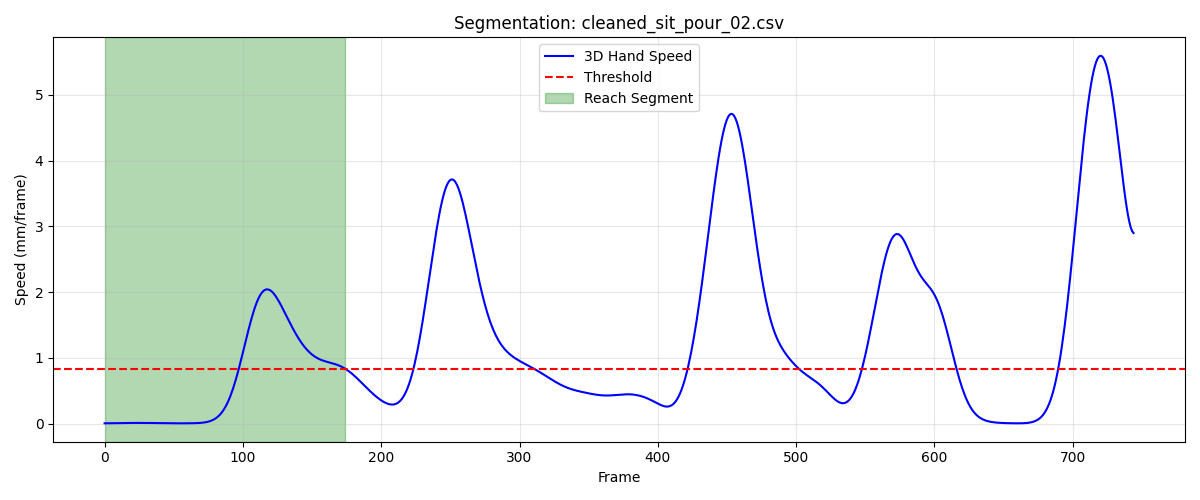 Segmentation: cleaned_sit_pour_02.csv
3D Hand Speed
Threshold
Reach Segment
Speed (mm/frame)
5
4
3
2
1
0
0 100 200 300 400 500 600 700
Frame